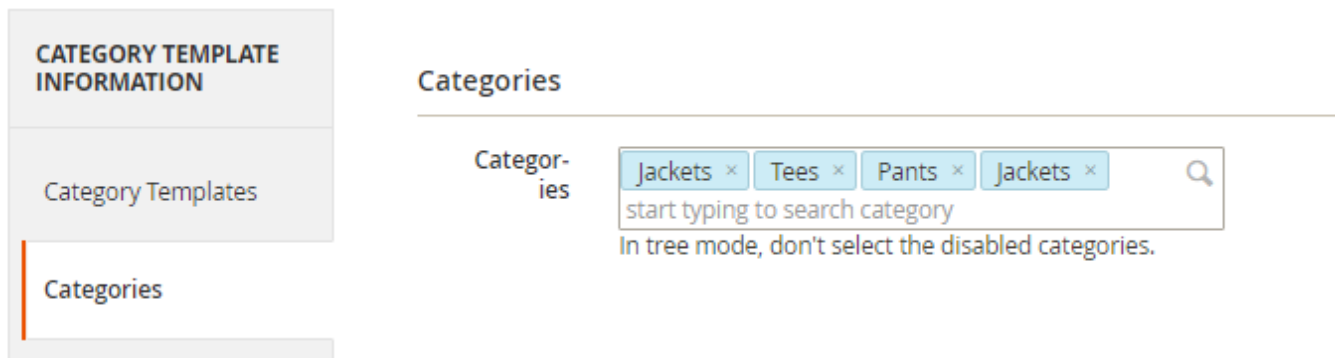 CATEGORY TEMPLATE
INFORMATION
Category Templates
Categories
Categories
Categor-
ies
Jackets × Tees × Pants × Jackets ×
start typing to search category
In tree mode, don't select the disabled categories.